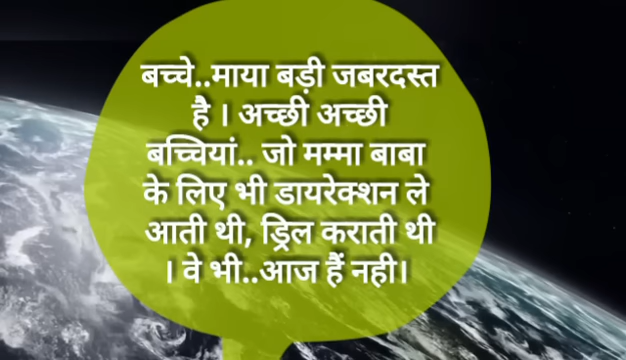 बच्चे..माया बड़ी जबरदस्त
है । अच्छी अच्छी
बच्चियां.. जो मम्मा बाबा
के लिए भी डायरेक्शन ले
आती थी, ड्रिल कराती थी
। वे भी..आज हैं नही।